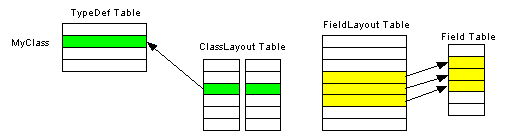 TypeDef Table
FieldLayout Table
Field Table
MyClass
ClassLayout Table